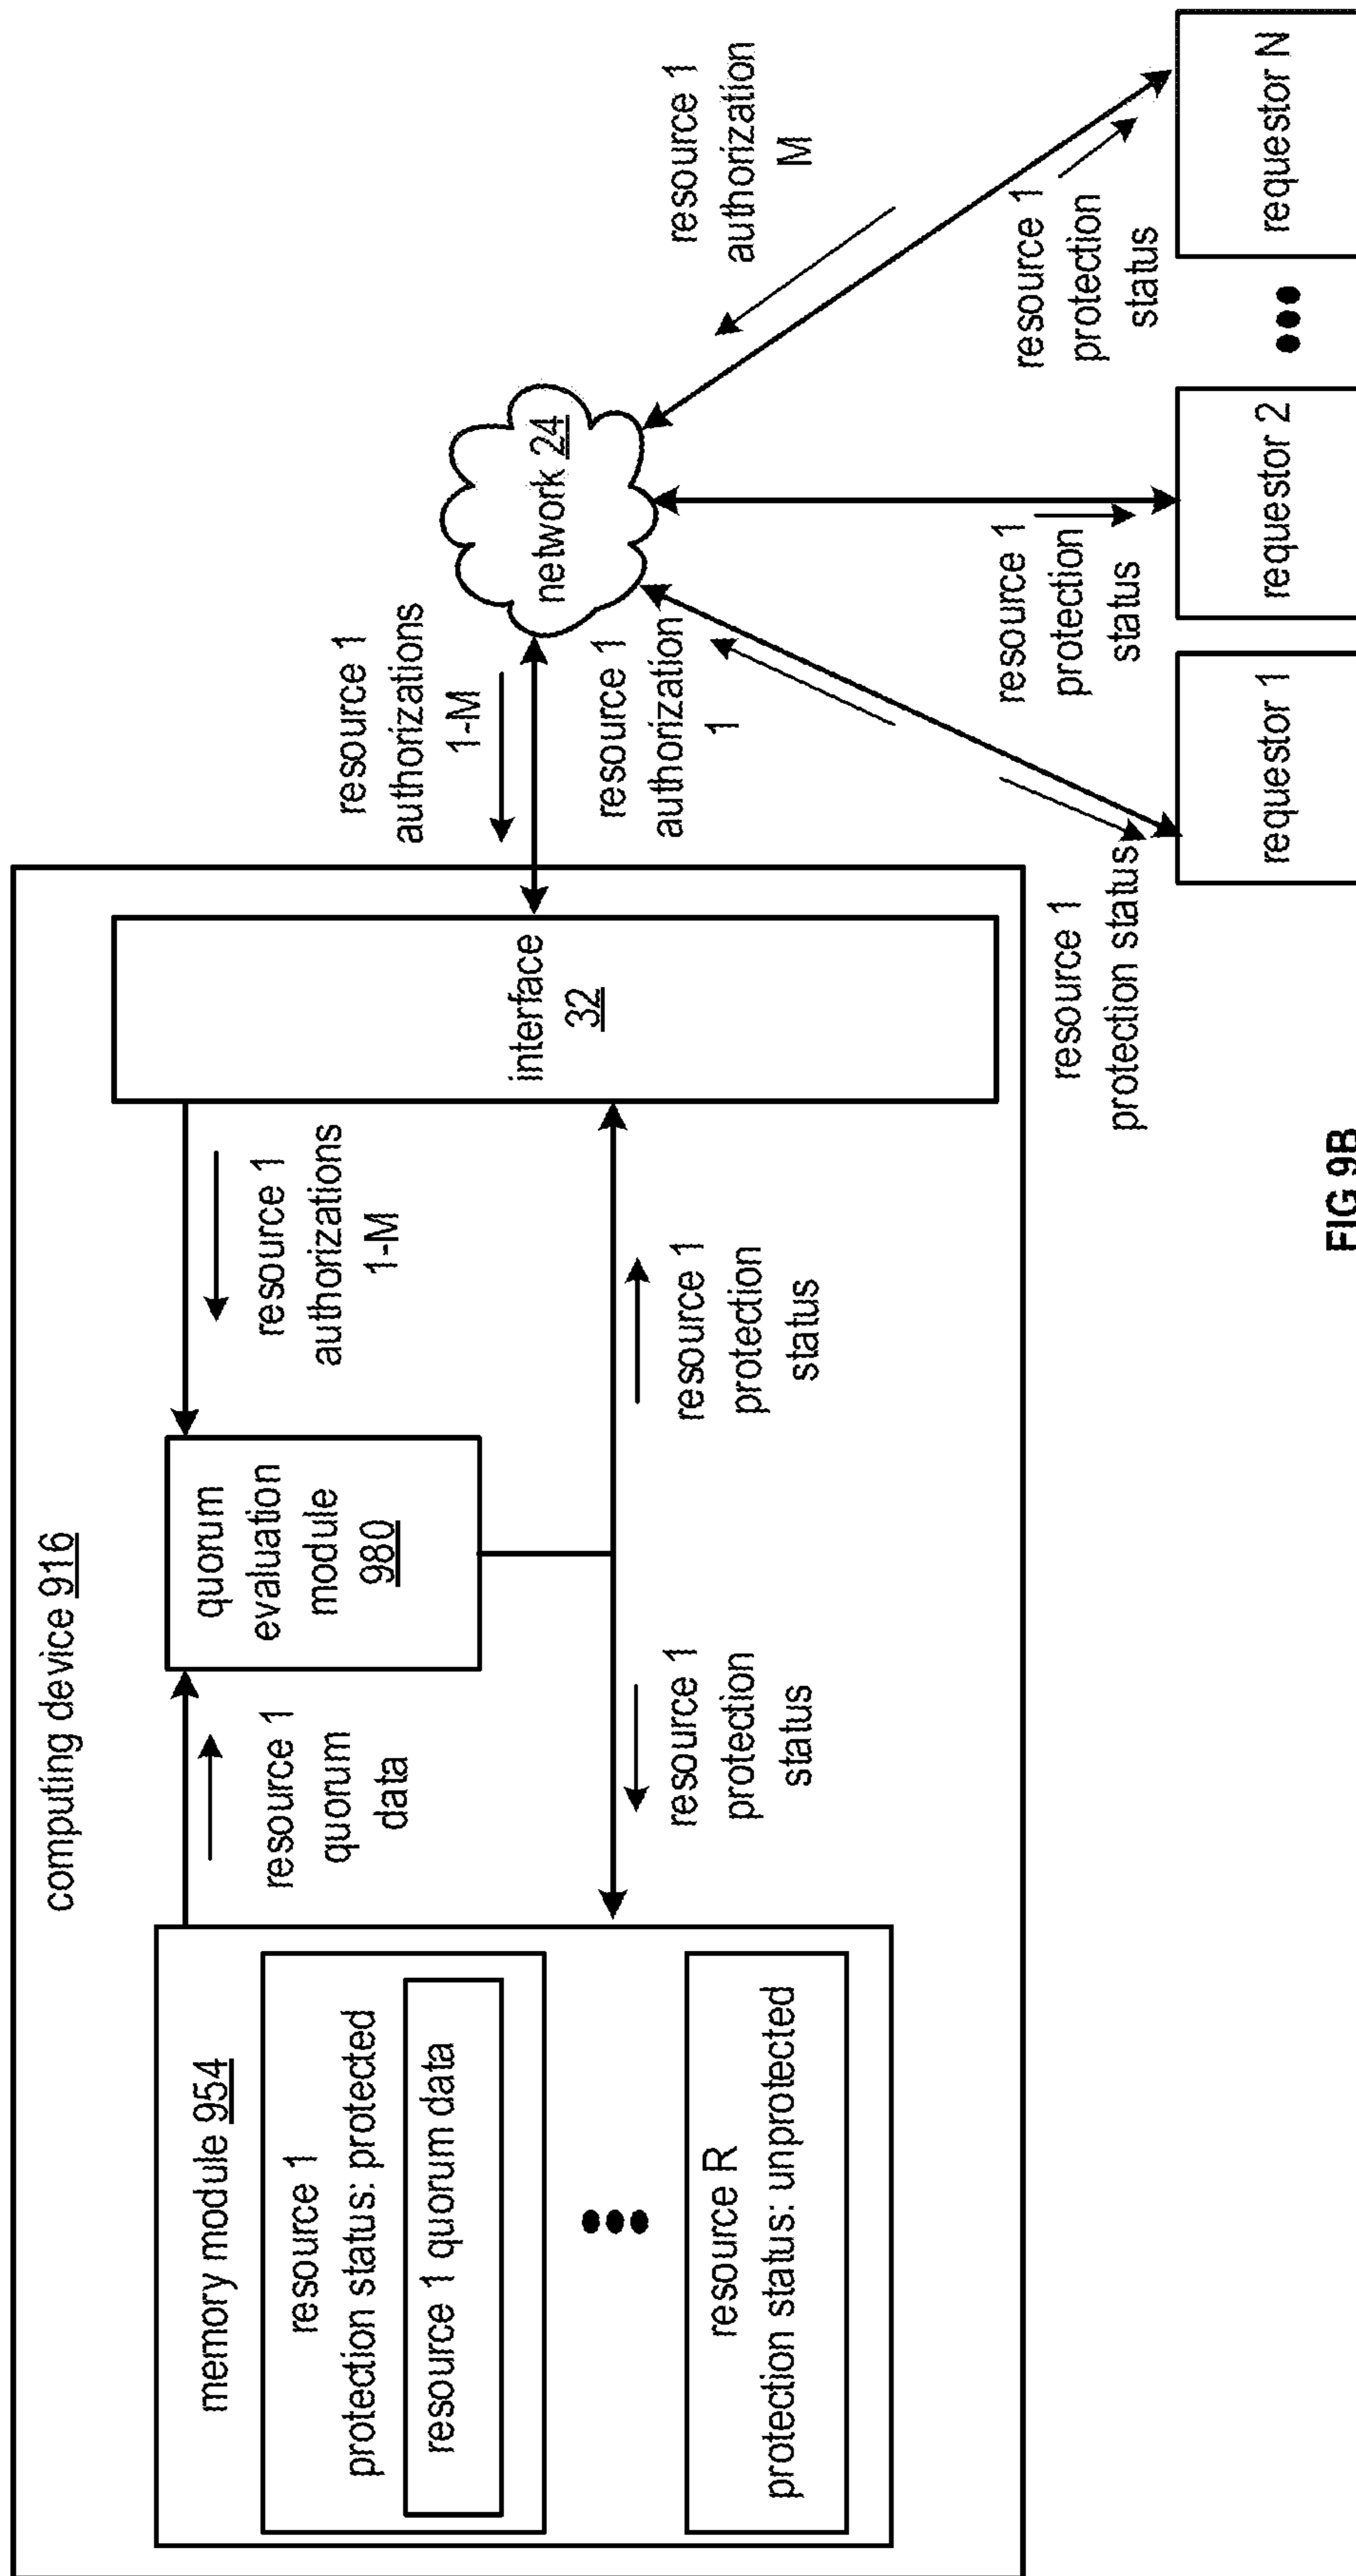 computing device 916
memory module 954
resource 1
protection status: protected
resource 1 quorum data
resource R
protection status: unprotected
resource 1
quorum
data
quorum
evaluation
module
980
resource 1
authorizations
1-M
resource 1
protection
status
resource 1
protection
status
interface
32
resource 1
authorizations
1-M
network 24
resource 1
authorization
1
resource 1
authorization
M
resource 1
protection status
resource 1
protection
status
resource 1
protection
status
requestor 1
requestor 2
requestor N
FIG 9B